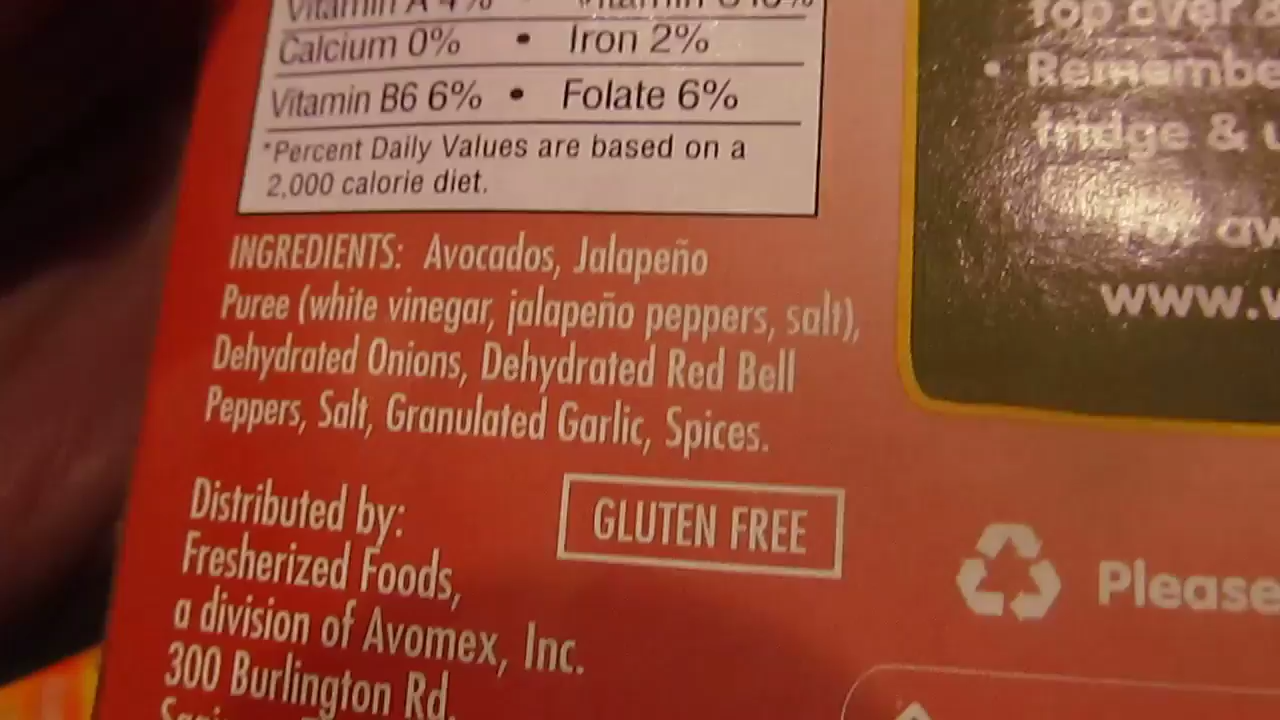 Vitamin A 4% •
Calcium 0% • Iron 2%
Vitamin B6 6% • Folate 6%
*Percent Daily Values are based on a
2,000 calorie diet.
INGREDIENTS: Avocados, Jalapeño
Puree (white vinegar, jalapeño peppers, salt),
Dehydrated Onions, Dehydrated Red Bell
Peppers, Salt, Granulated Garlic, Spices.
GLUTEN FREE
Distributed by:
Fresherized Foods,
a division of Avomex, Inc.
300 Burlington Rd.
top over &
• Remembe
fridge &
www.
Please